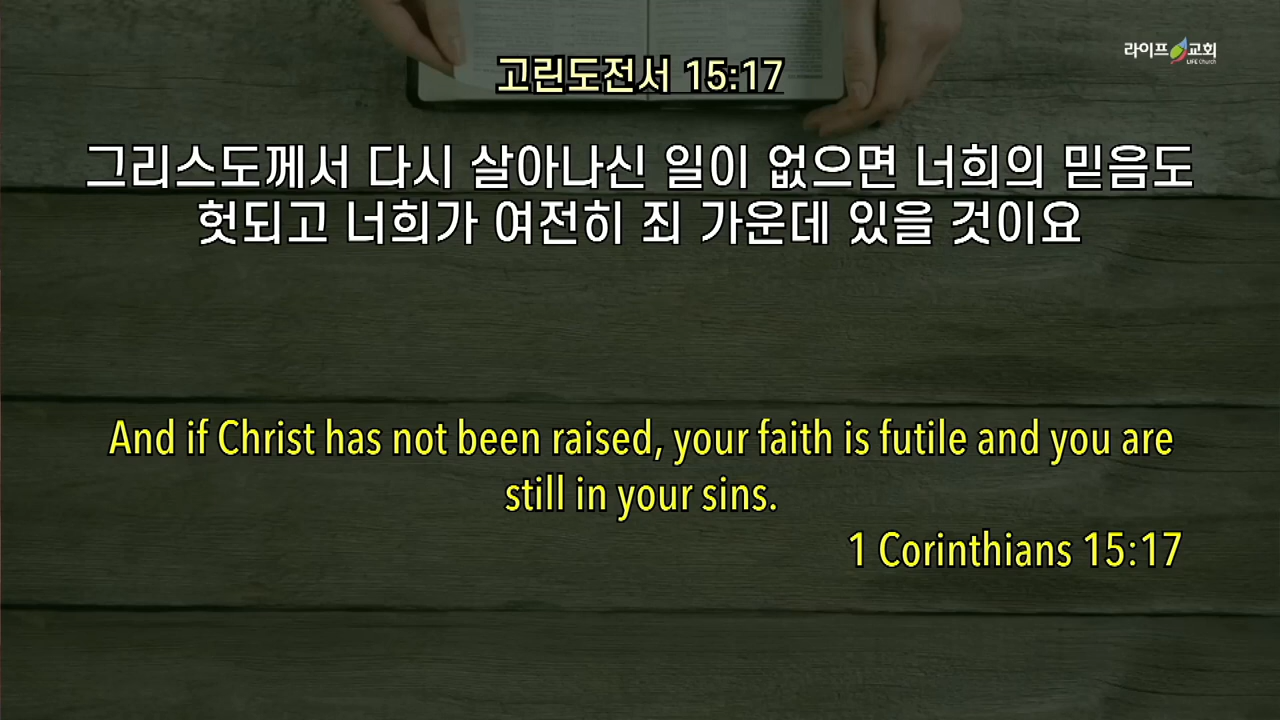 라이프교회
LIFE Church
고린도전서 15:17
그리스도께서 다시 살아나신 일이 없으면 너희의 믿음도
헛되고 너희가 여전히 죄 가운데 있을 것이요
And if Christ has not been raised, your faith is futile and you are
still in your sins.
1 Corinthians 15:17